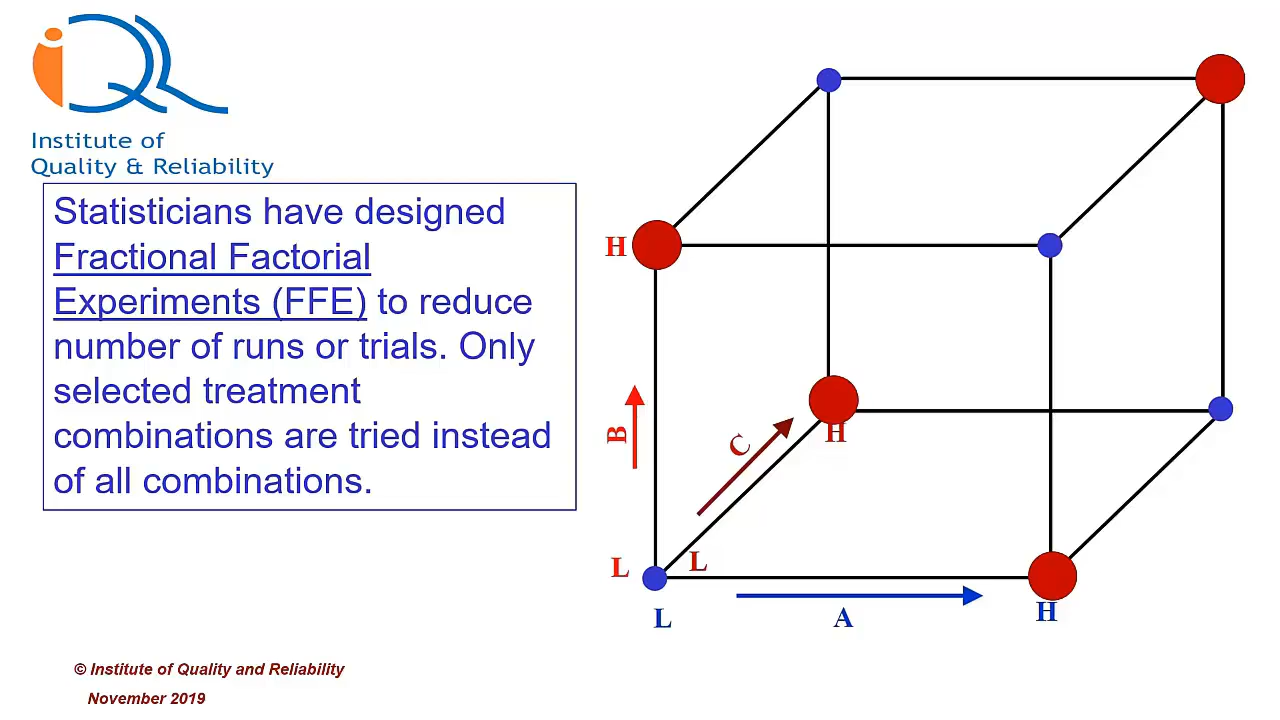 iQR
Institute of
Quality & Reliability
Statisticians have designed
Fractional Factorial
Experiments (FFE) to reduce
number of runs or trials. Only
selected treatment
combinations are tried instead
of all combinations.
H
B
C
H
L
L
L
A
H
© Institute of Quality and Reliability
November 2019